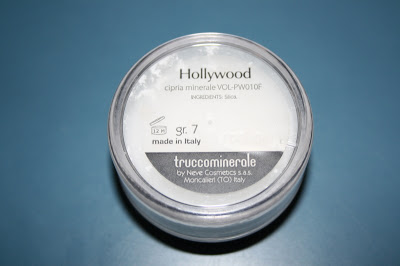 Hollywood
cipria minerale VOL-PW010F
INGREDIENTS: Silica.
12 M
gr. 7
made in Italy
truccominerale
by Neve Cosmetics s.a.s.
Moncalieri (TO) Italy